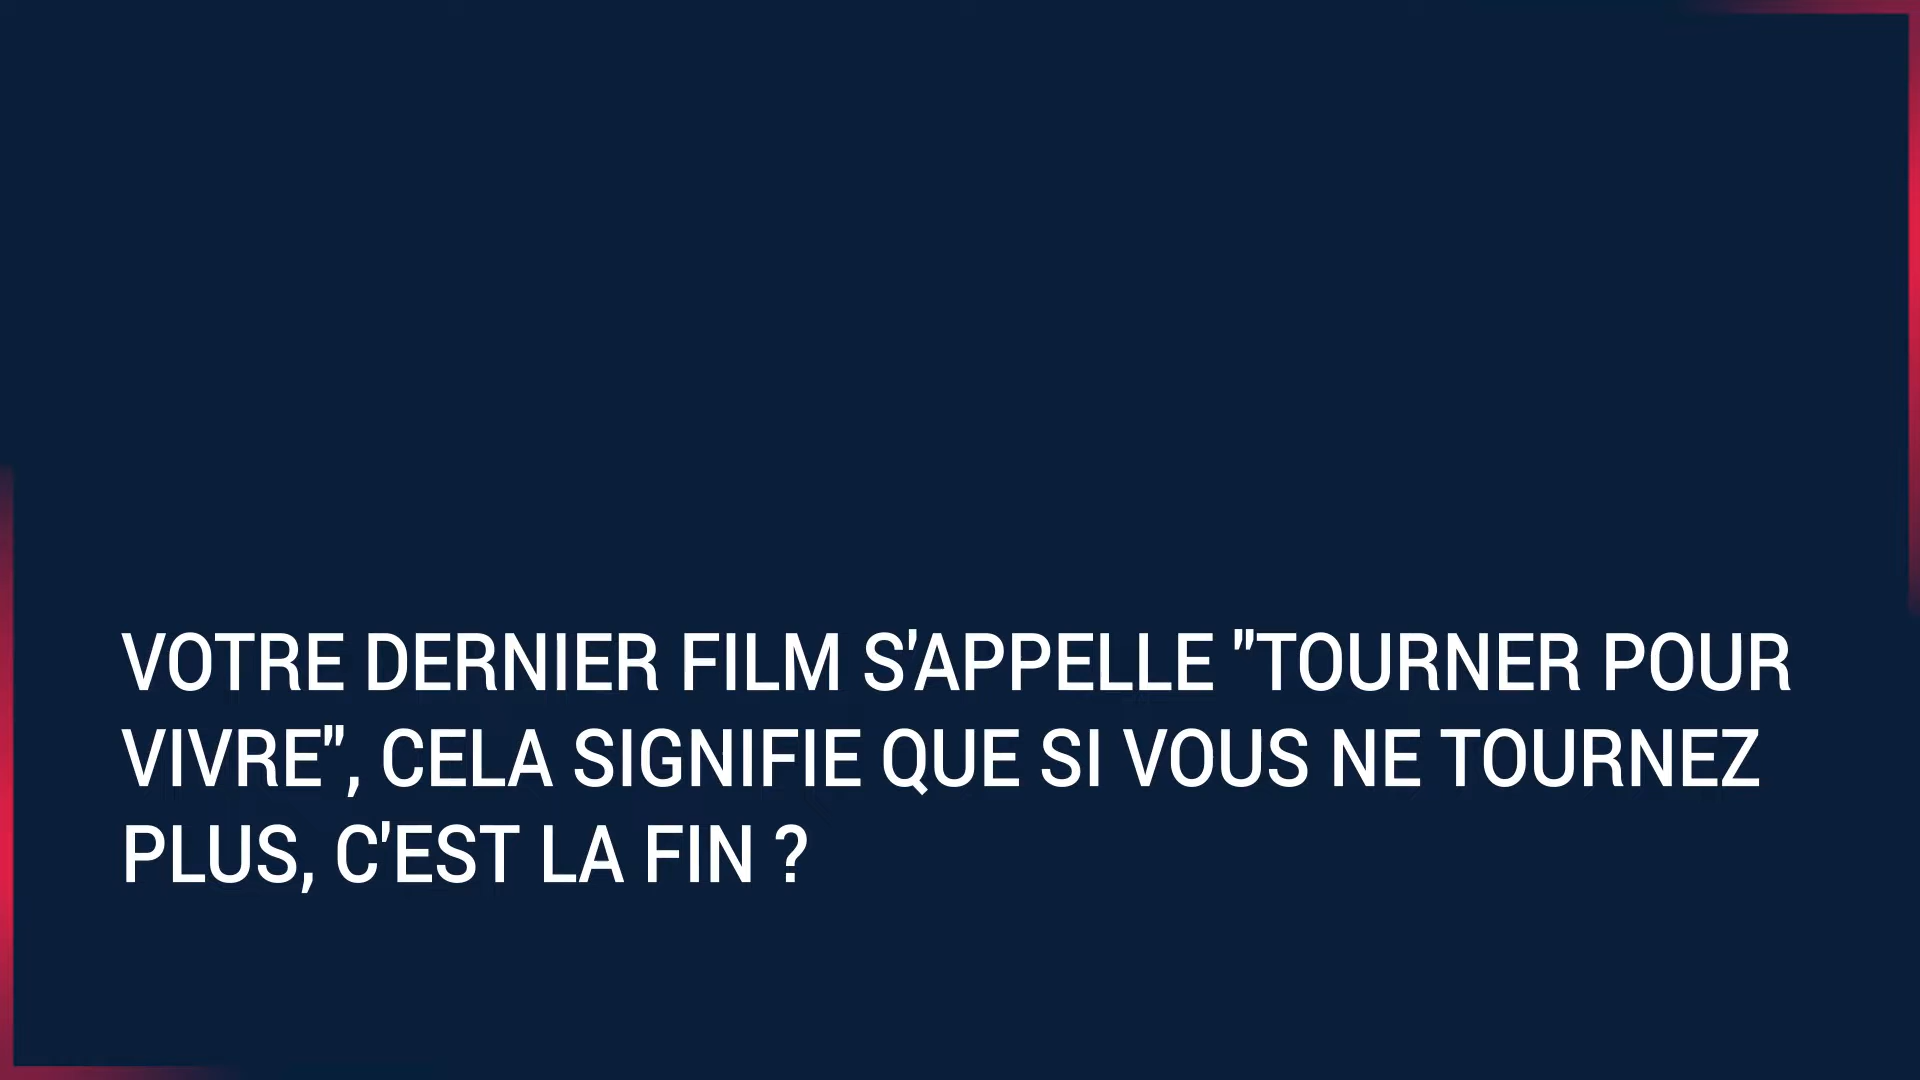 VOTRE DERNIER FILM S'APPELLE "TOURNER POUR
VIVRE", CELA SIGNIFIE QUE SI VOUS NE TOURNEZ
PLUS, C'EST LA FIN ?